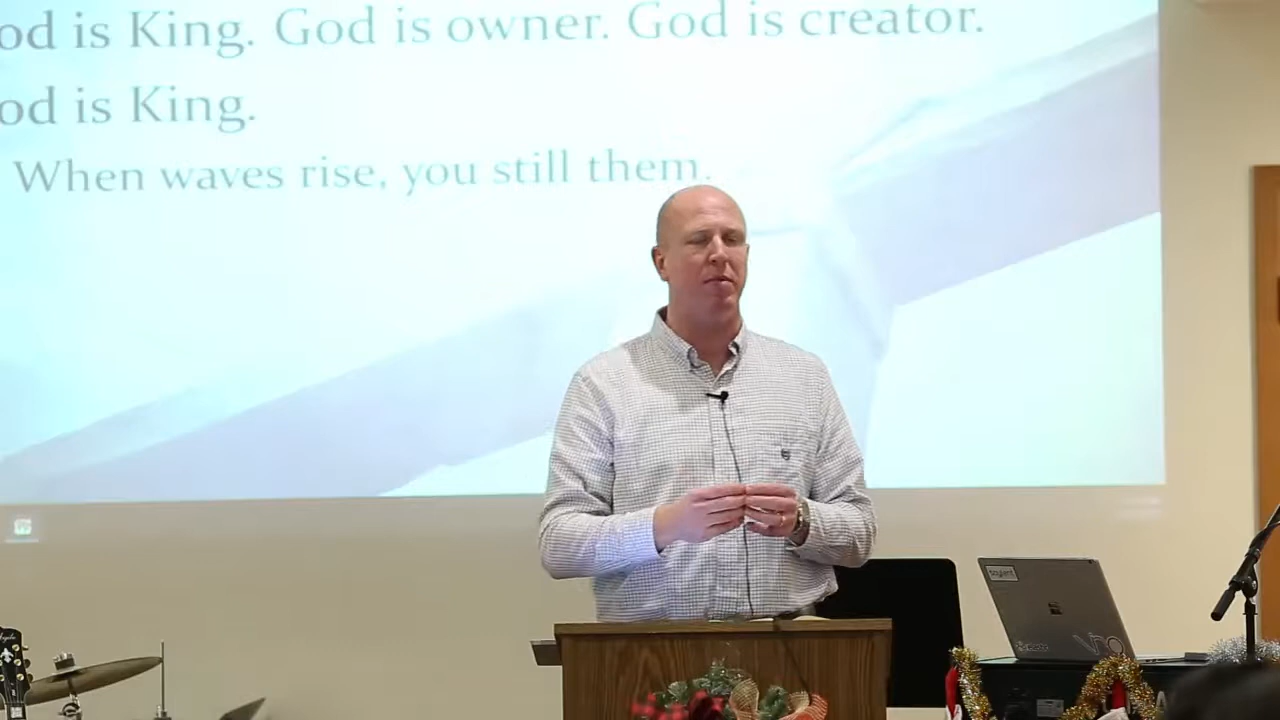 od is King. God is owner. God is creator.
od is King.
When waves rise, you still them.